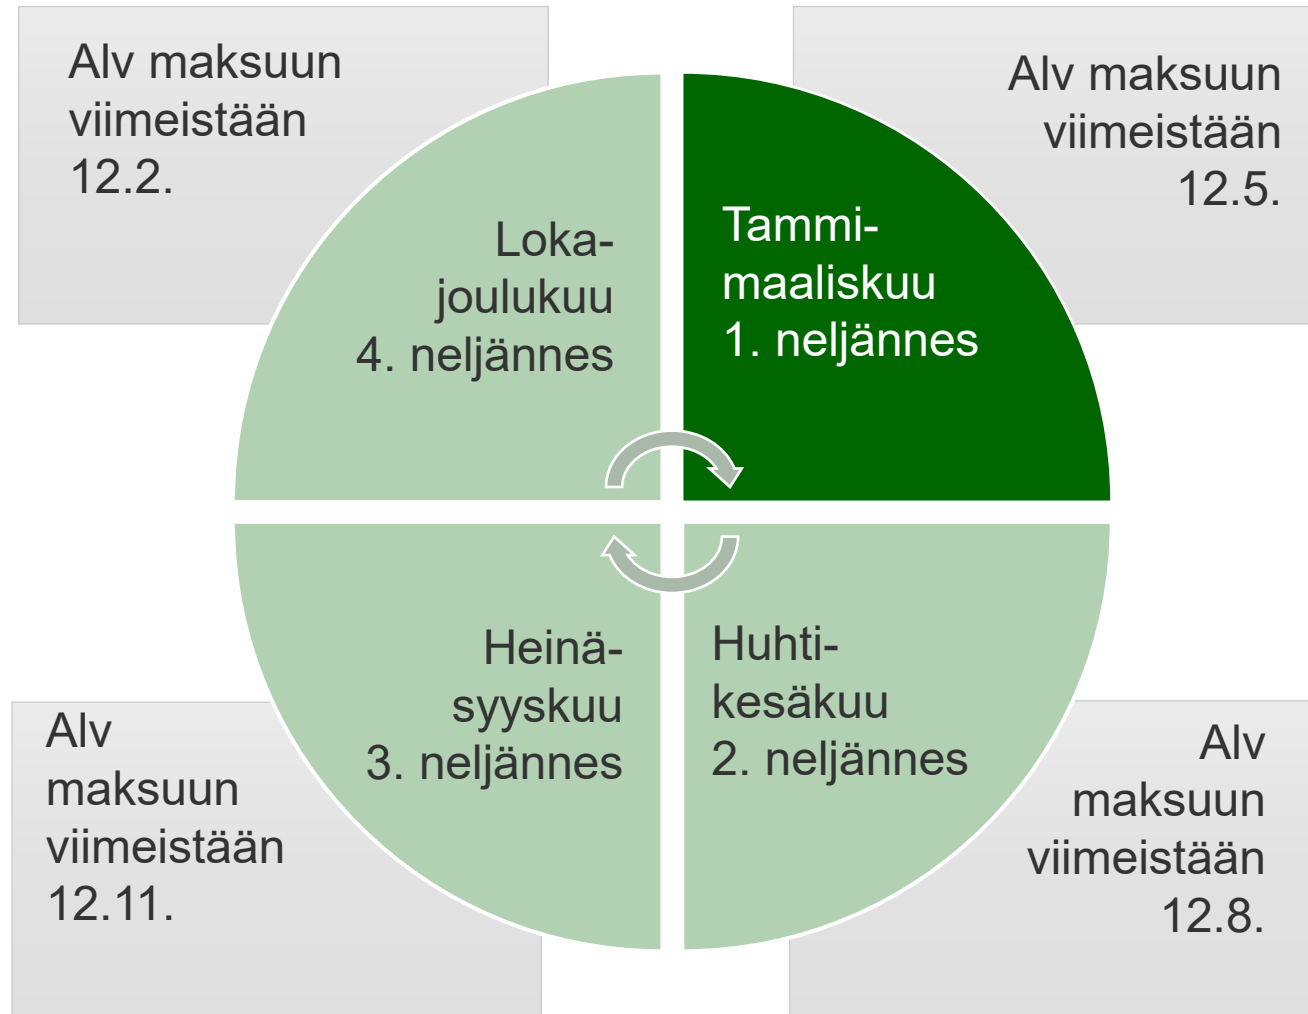 Alv maksuun
viimeistään
12.2.
Alv maksuun
viimeistään
12.5.
Loka-
joulukuu
4. neljännes
Tammi-
maaliskuu
1. neljännes
Heinä-
syyskuu
3. neljännes
Huhti-
kesäkuu
2. neljännes
Alv
maksuun
viimeistään
12.11.
Alv
maksuun
viimeistään
12.8.